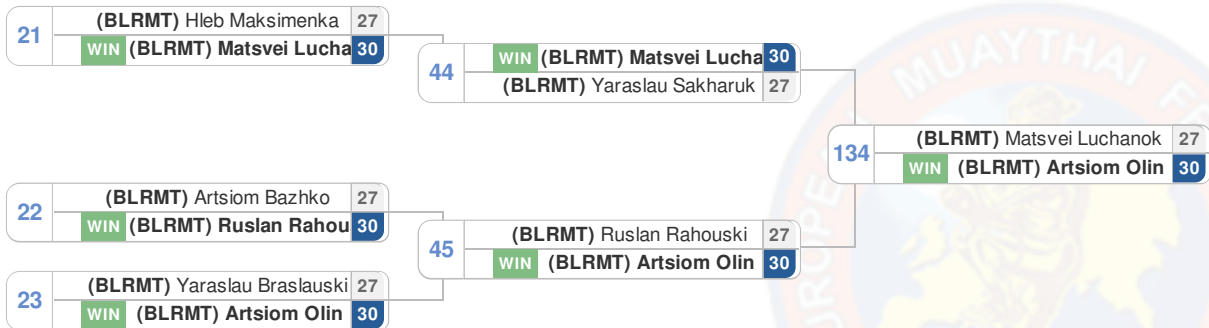 21
(BLRMT) Hleb Maksimenka 27
WIN (BLRMT) Matsvei Lucha 30
44
WIN (BLRMT) Matsvei Lucha 30
(BLRMT) Yaraslau Sakharuk 27
134
(BLRMT) Matsvei Luchanok 27
WIN (BLRMT) Artsiom Olin 30
22
(BLRMT) Artsiom Bazhko 27
WIN (BLRMT) Ruslan Rahou 30
45
(BLRMT) Ruslan Rahouski 27
WIN (BLRMT) Artsiom Olin 30
23
(BLRMT) Yaraslau Braslauski 27
WIN (BLRMT) Artsiom Olin 30
MUAYTHAI